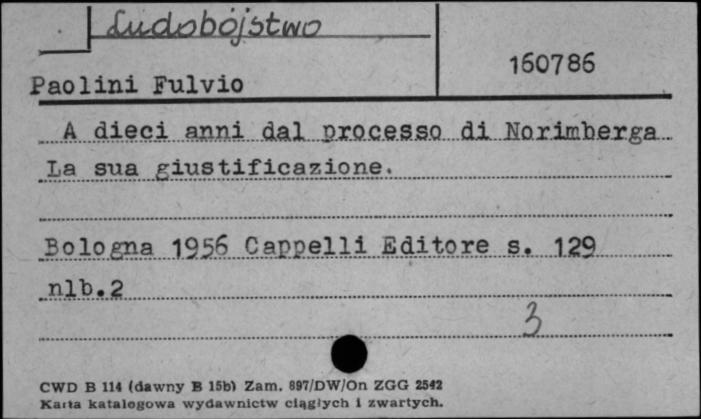 Ludobójstwo
160786
Paolini Fulvio
A dieci anni dal processo di Norimberga
La sua giustificazione.
Bologna 1956 Cappelli Editore s. 129
nlb.2
3
CWD B 114 (dawny B 15b) Zam. 897/DW/On ZGG 2542
Karta katalogowa wydawnictw ciągłych i zwartych.